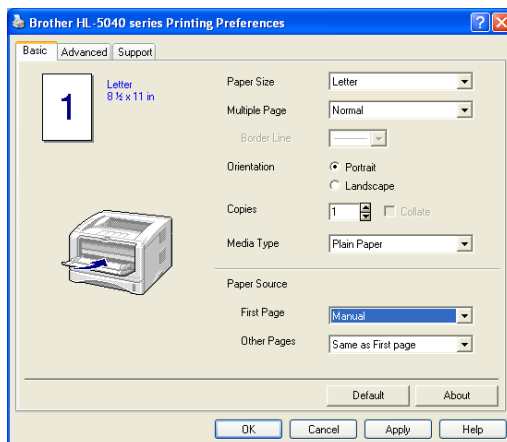 Brother HL-5040 series Printing Preferences
Basic Advanced Support
1
Letter
8 ½ x 11 in
Paper Size Letter
Multiple Page Normal
Border Line
Orientation Portrait
Landscape
Copies 1 Collate
Media Type Plain Paper
Paper Source
First Page Manual
Other Pages Same as First page
Default About
OK Cancel Apply Help